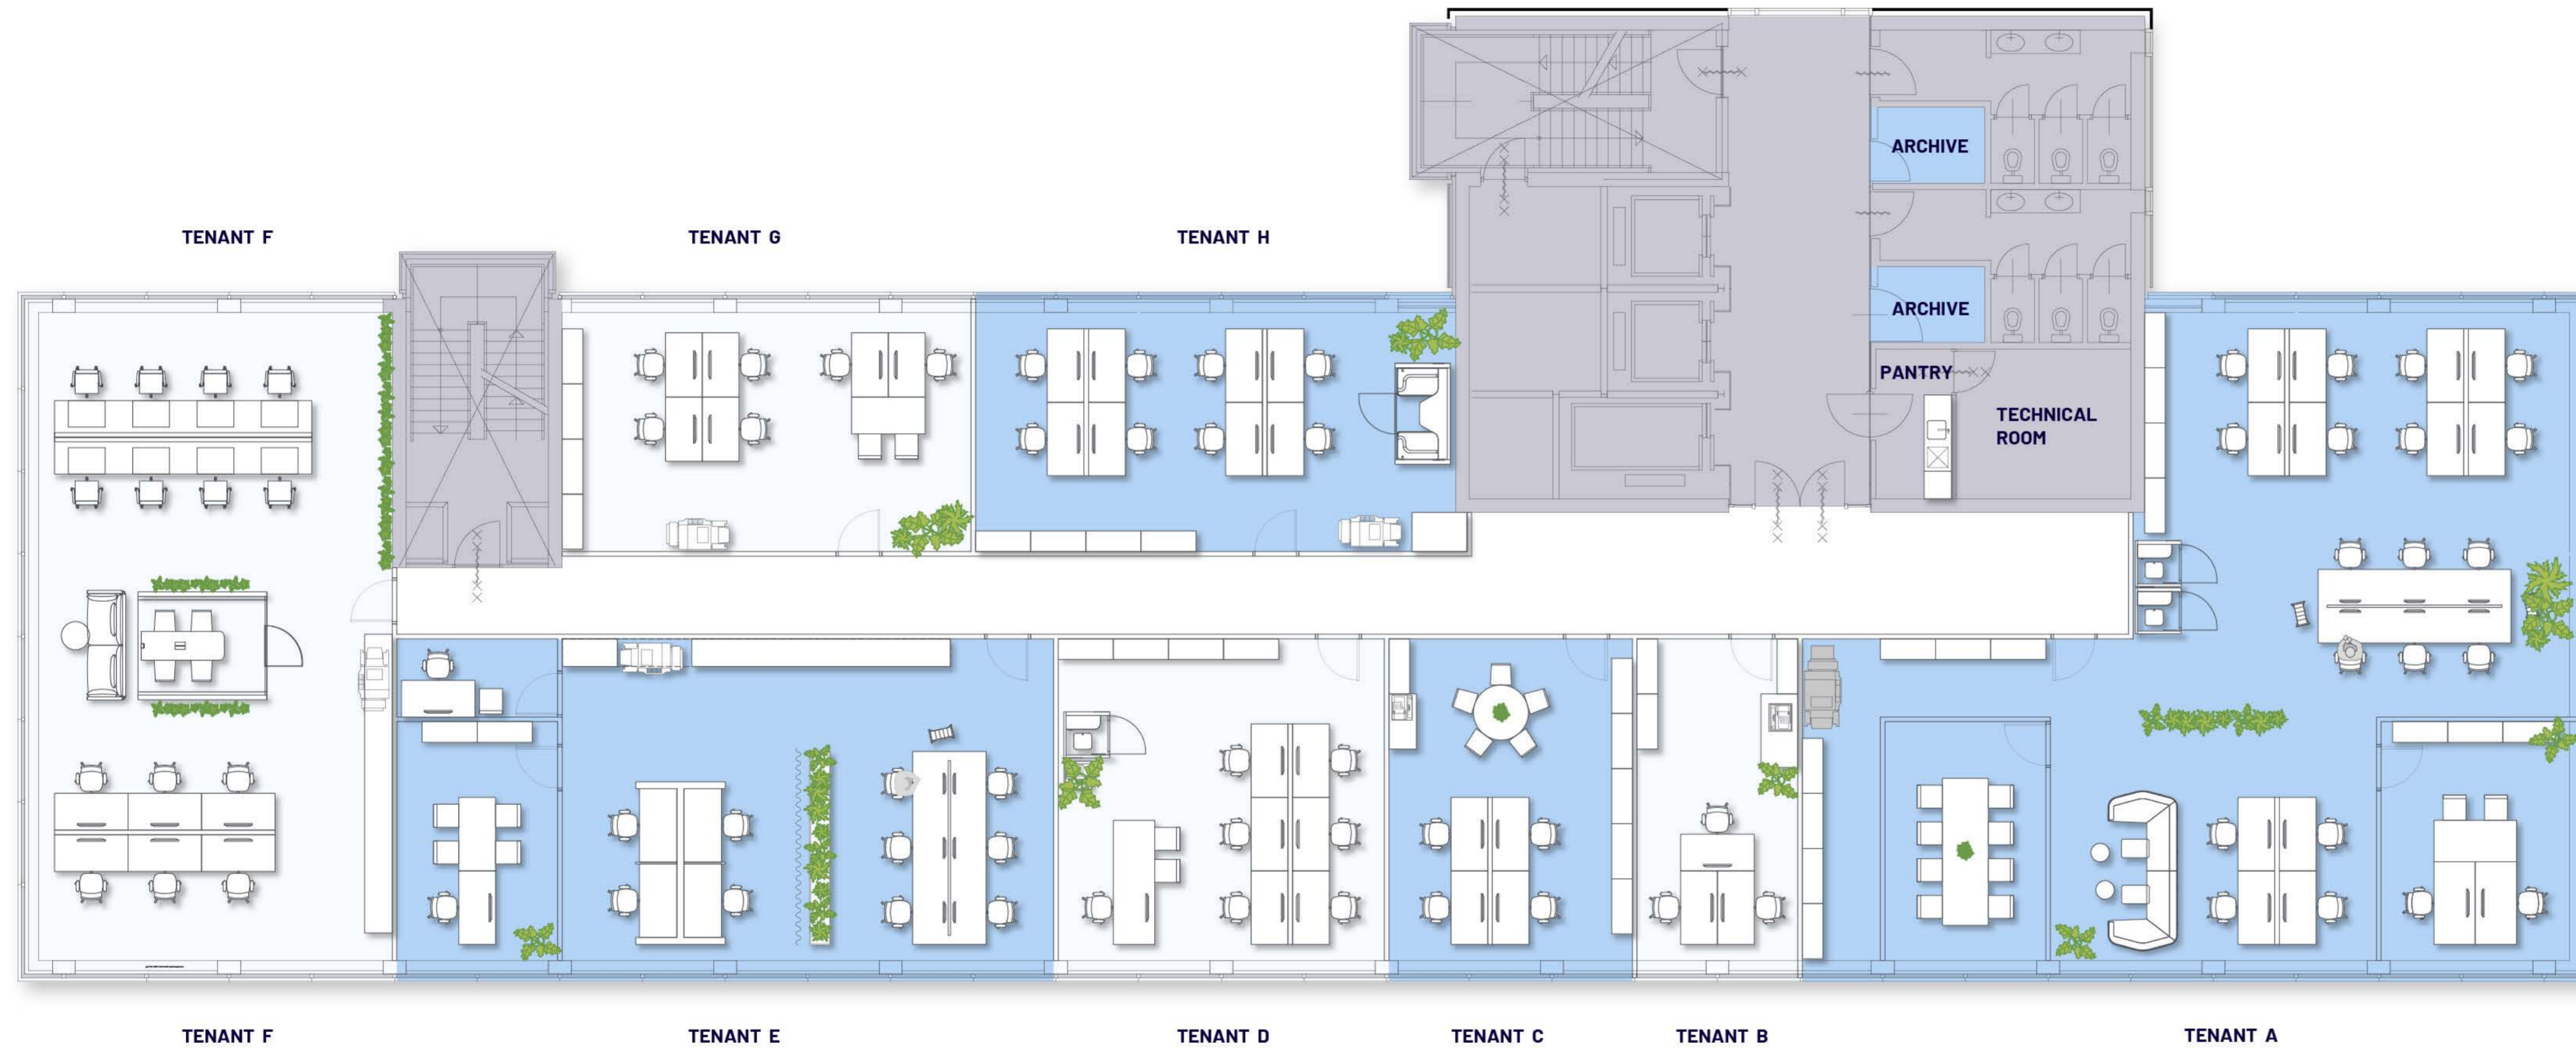 ARCHIVE
TENANT F
TENANT G
TENANT H
ARCHIVE
PANTRY
TECHNICAL
ROOM
TENANT F
TENANT E
TENANT D
TENANT C
TENANT B
TENANT A